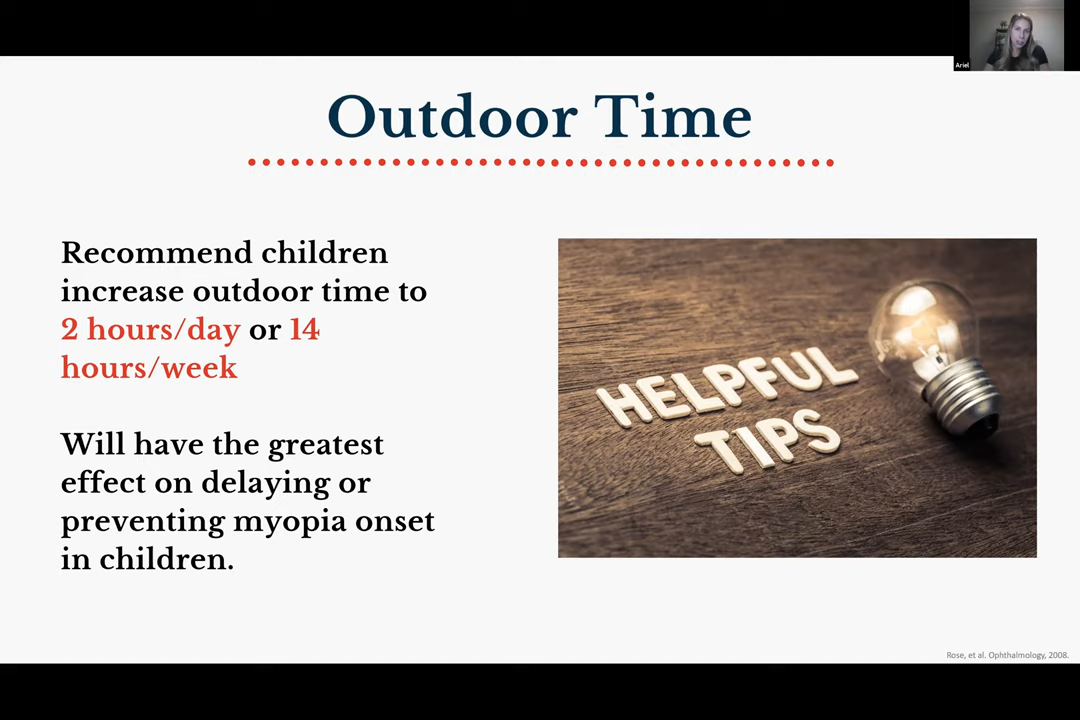 Ariel
Outdoor Time
Recommend children
increase outdoor time to
2 hours/day or 14
hours/week
Will have the greatest
effect on delaying or
preventing myopia onset
in children.
HELPFUL
TIPS
Rose, et al. Ophthalmology, 2008.